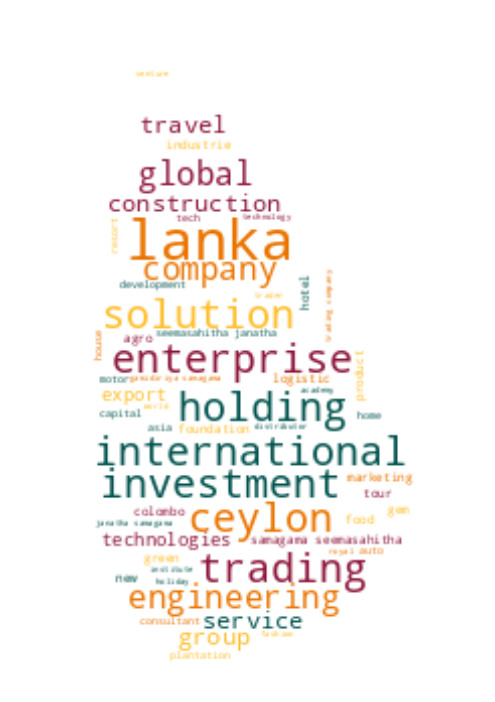 venture
travel
industrie
global
construction
tech technology
resort
lanka
company
development
hotel
trading company
solution
seemasahitha janatha
house
agro
enterprise
product
motor
logistic
academy
export
world
holding
capital
home
asia foundation distributor
international
investment
marketing
tour
colombo
ceylon
gem
food
janatha samagama
technologies
samagama seemasahitha
royal auto
green
trading
institute
new
holiday
engineering
consultant
service
group
fashion
plantation